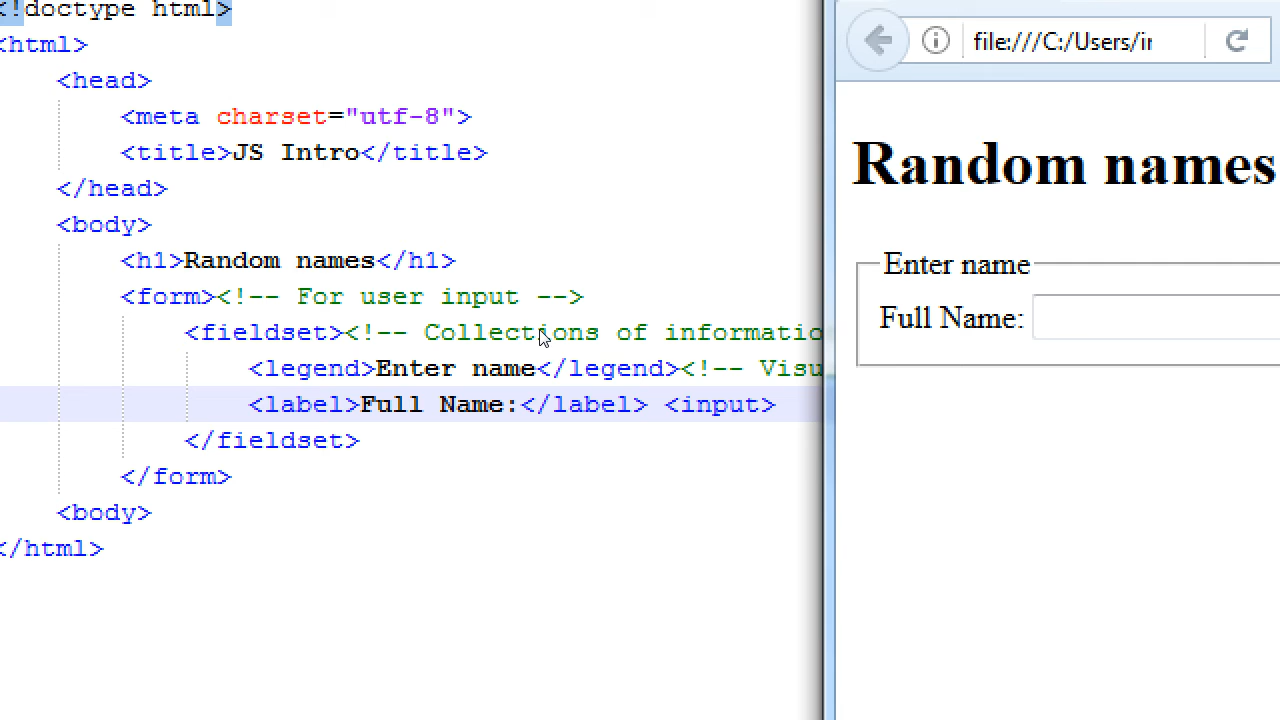 <!doctype html>
<html>
<head>
<meta charset="utf-8">
<title>JS Intro</title>
</head>
<body>
<h1>Random names</h1>
<form><!-- For user input -->
<fieldset><!-- Collections of informatio
<legend>Enter name</legend><!-- Visu
<label>Full Name:</label> <input>
</fieldset>
</form>
<body>
</html>
file:///C:/Users/ir
Random names
Enter name
Full Name: